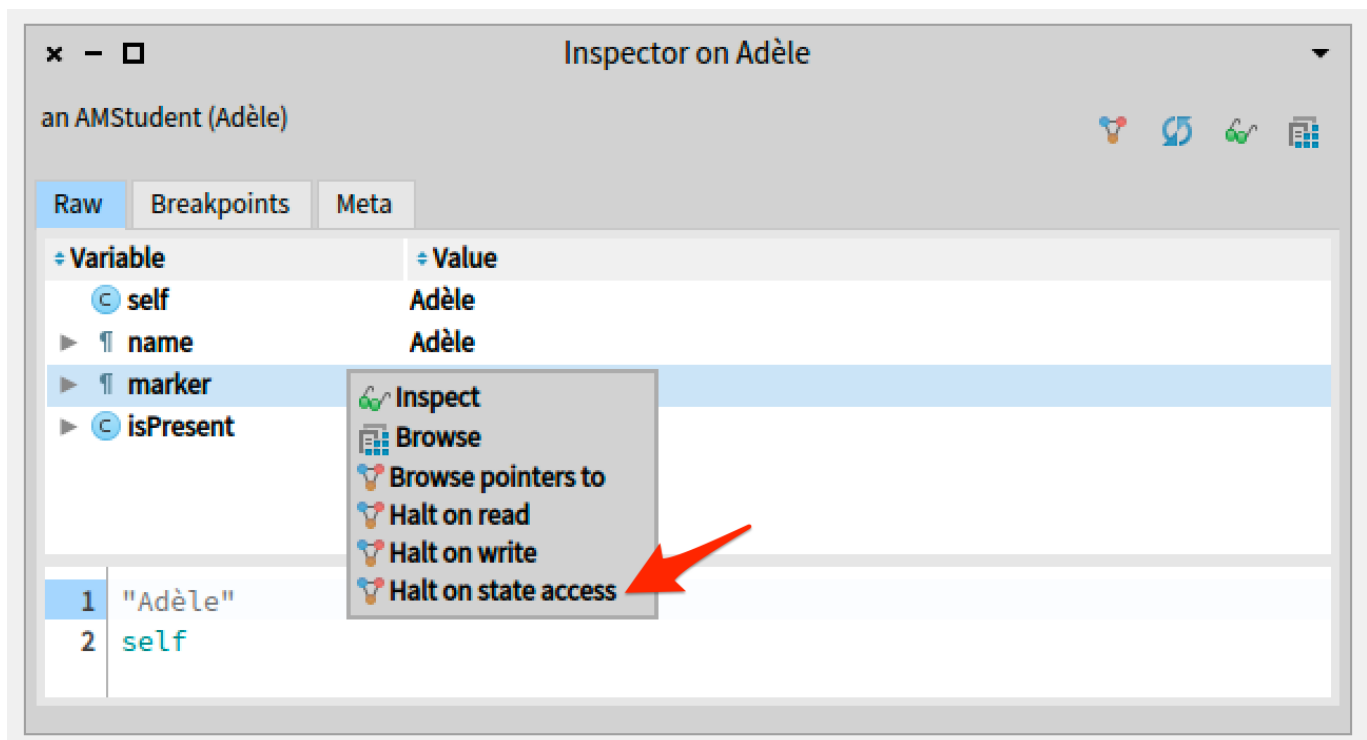 Inspector on Adèle
an AMStudent (Adèle)
Raw Breakpoints Meta
Variable Value
self Adèle
name Adèle
marker
isPresent
Inspect
Browse
Browse pointers to
Halt on read
Halt on write
Halt on state access
1 "Adèle"
2 self